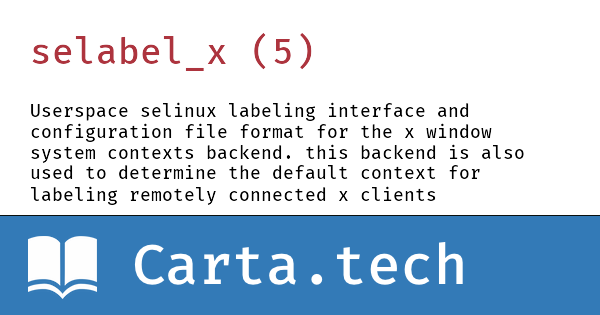 selabel_x (5)
Userspace selinux labeling interface and
configuration file format for the x window
system contexts backend. this backend is also
used to determine the default context for
labeling remotely connected x clients
Carta.tech